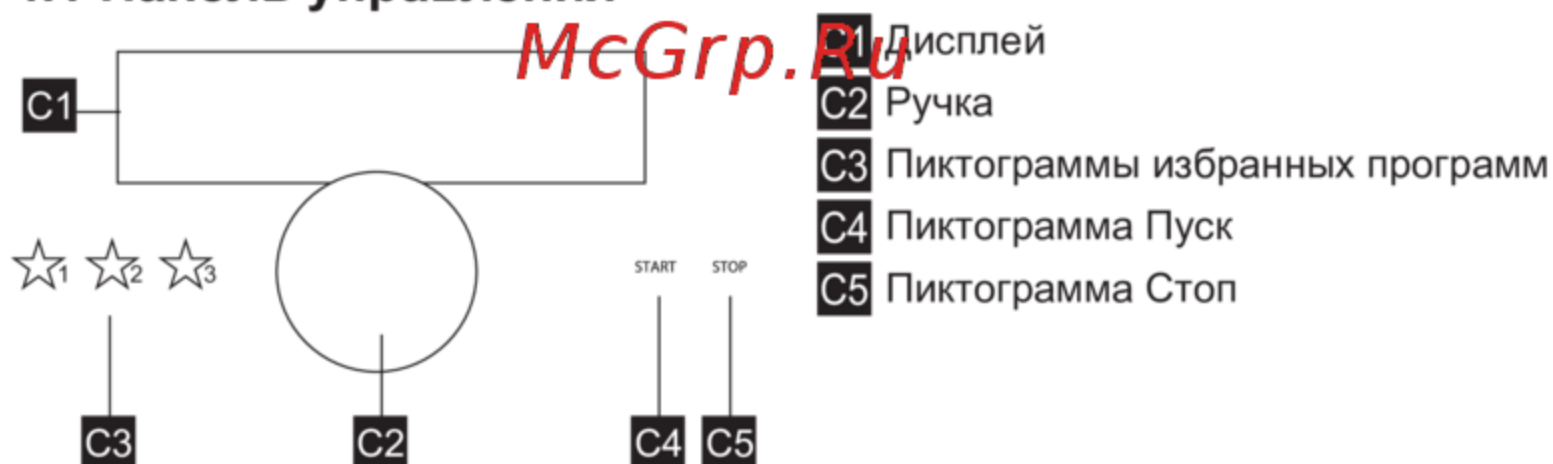 McGrp.Ru
C1
1 2 3
START STOP
C3 C2 C4 C5
C1 Дисплей
C2 Ручка
C3 Пиктограммы избранных программ
C4 Пиктограмма Пуск
C5 Пиктограмма Стоп